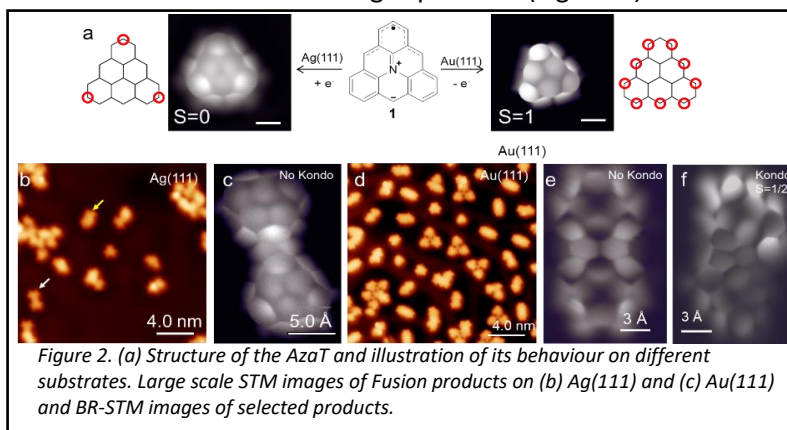 a
Ag(111)
+ e⁻
N⁺
1
Au(111)
- e⁻
S=0
S=1
Au(111)
b
Ag(111)
4.0 nm
c
No Kondo
5.0 Å
d
Au(111)
4.0 nm
e
No Kondo
3 Å
f
Kondo
S=1/2
3 Å
Figure 2. (a) Structure of the AzaT and illustration of its behaviour on different
substrates. Large scale STM images of Fusion products on (b) Ag(111) and (c) Au(111)
and BR-STM images of selected products.